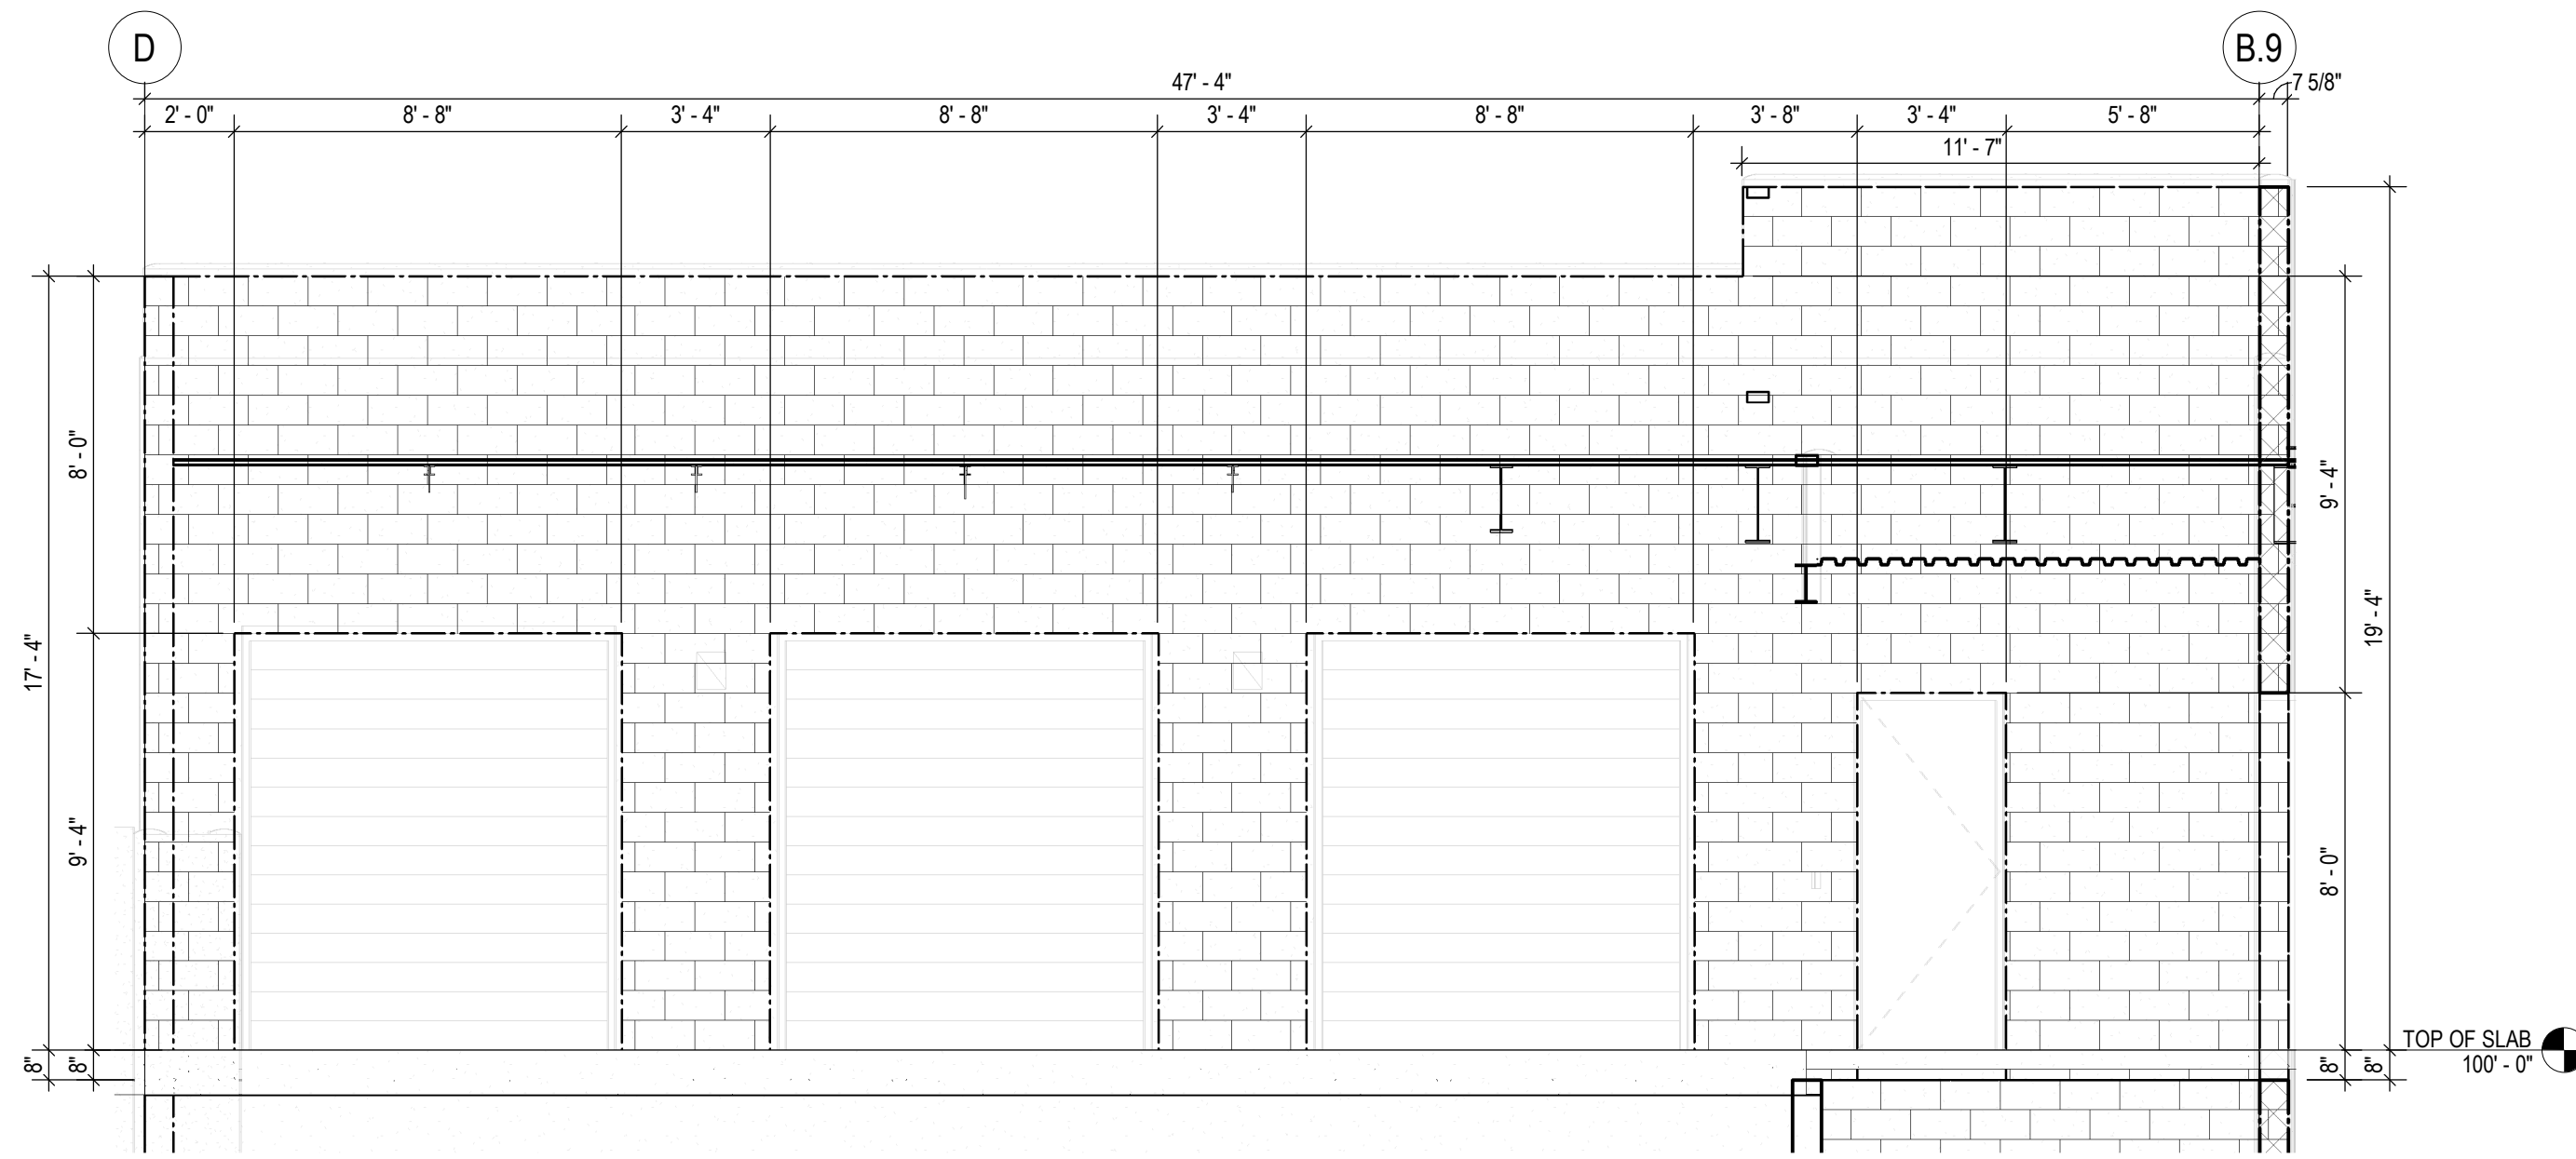 D
B.9
47' - 4"
7 5/8"
2' - 0"
8' - 8"
3' - 4"
8' - 8"
3' - 4"
8' - 8"
3' - 8"
3' - 4"
5' - 8"
11' - 7"
8' - 0"
9' - 4"
17' - 4"
19' - 4"
9' - 4"
8' - 0"
8"
8"
8"
8"
TOP OF SLAB
100' - 0"